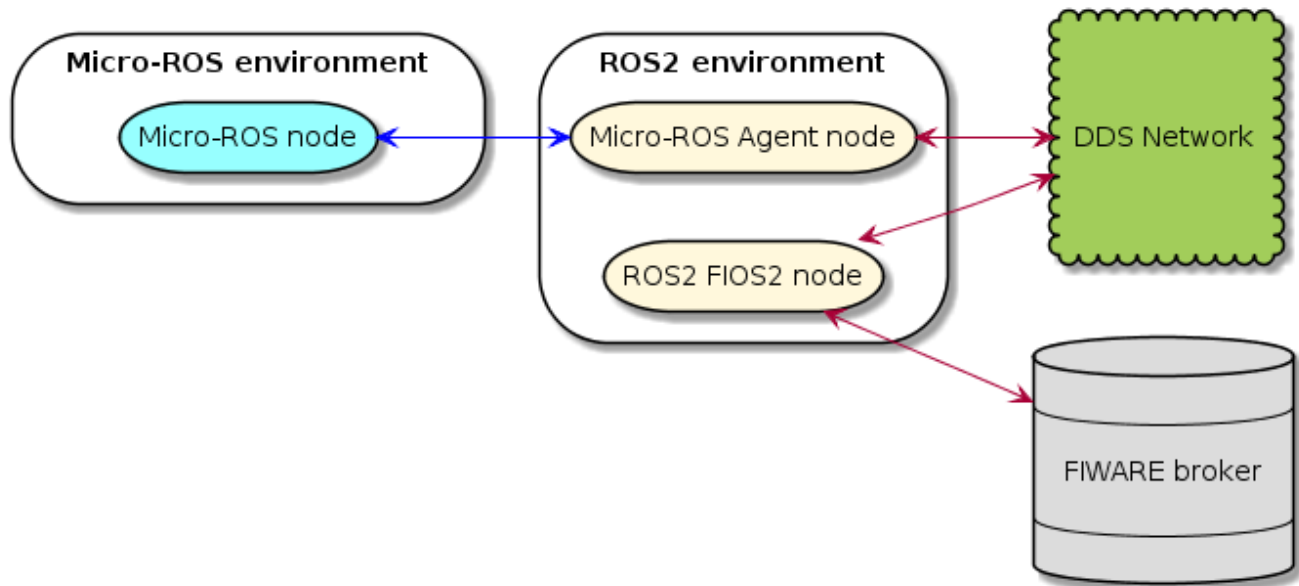 Micro-ROS environment
Micro-ROS node
ROS2 environment
Micro-ROS Agent node
ROS2 FIOS2 node
DDS Network
FIWARE broker